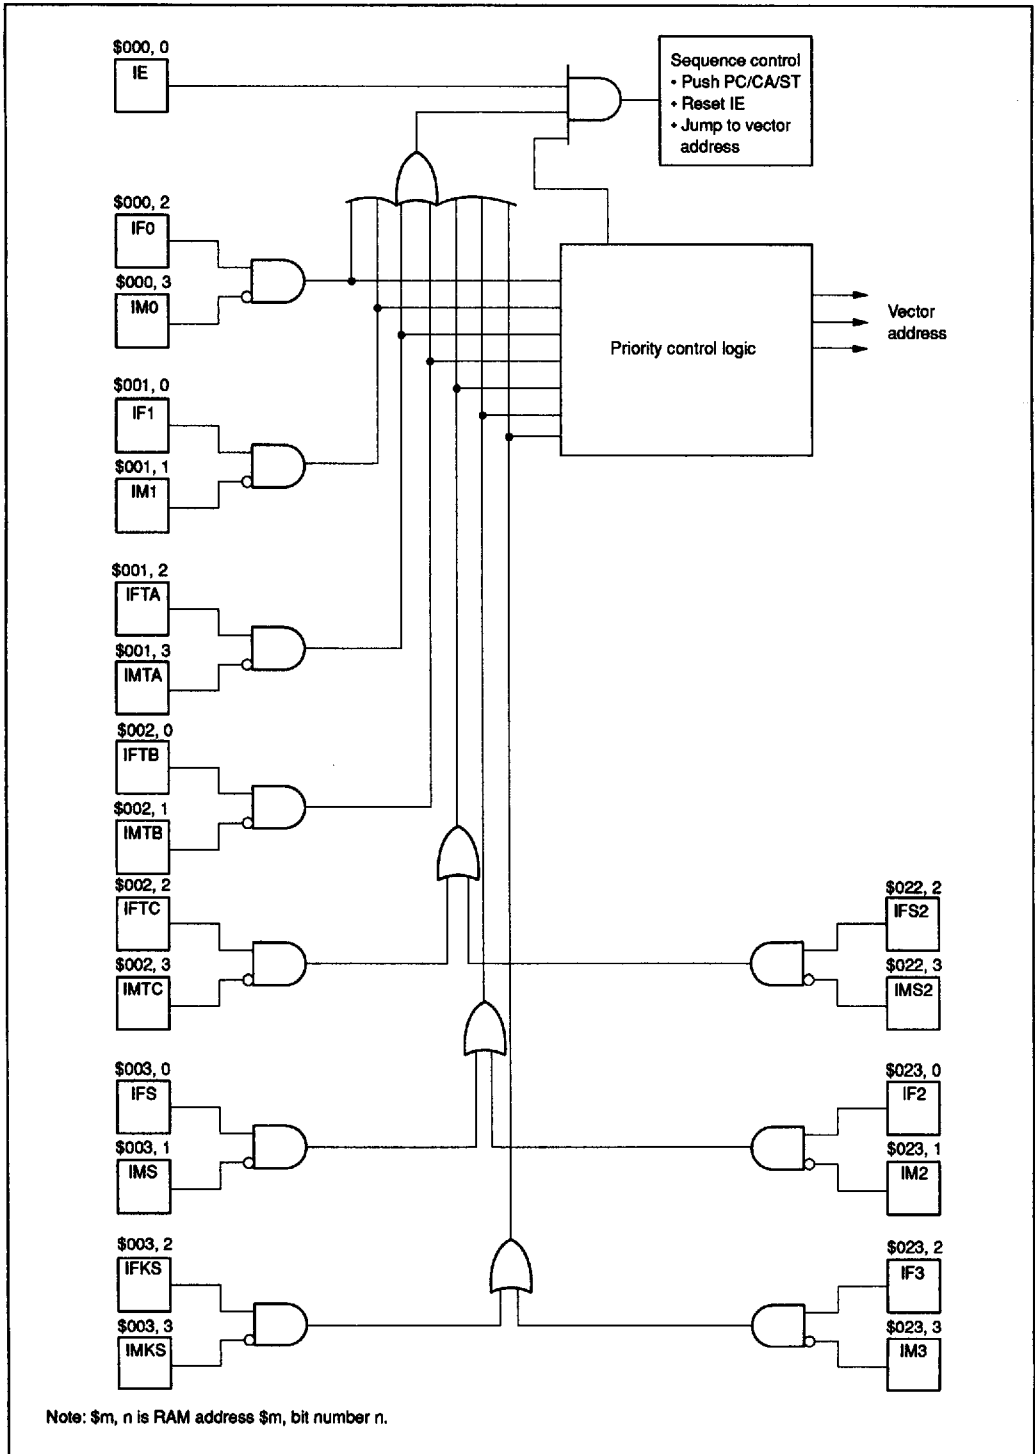 $000, 0
IE
Sequence control
• Push PC/CA/ST
• Reset IE
• Jump to vector
address
$000, 2
IF0
$000, 3
IM0
Priority control logic
Vector
address
$001, 0
IF1
$001, 1
IM1
$001, 2
IFTA
$001, 3
IMTA
$002, 0
IFTB
$002, 1
IMTB
$002, 2
IFTC
$002, 3
IMTC
$022, 2
IFS2
$022, 3
IMS2
$003, 0
IFS
$003, 1
IMS
$023, 0
IF2
$023, 1
IM2
$003, 2
IFKS
$003, 3
IMKS
$023, 2
IF3
$023, 3
IM3
Note: $m, n is RAM address $m, bit number n.